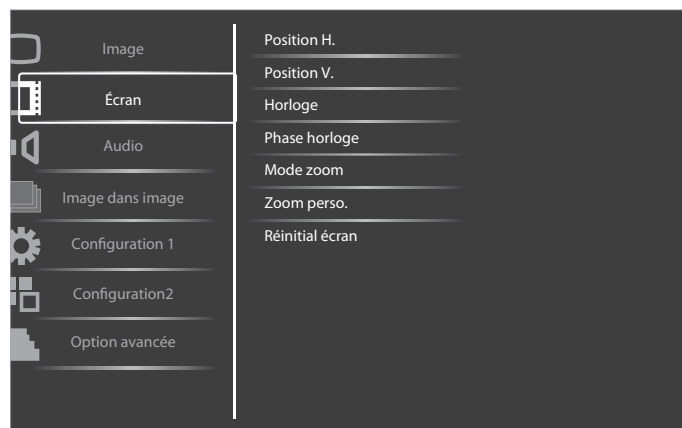 Image
Écran
Audio
Image dans image
Configuration 1
Configuration2
Option avancée
Position H.
Position V.
Horloge
Phase horloge
Mode zoom
Zoom perso.
Réinitial écran